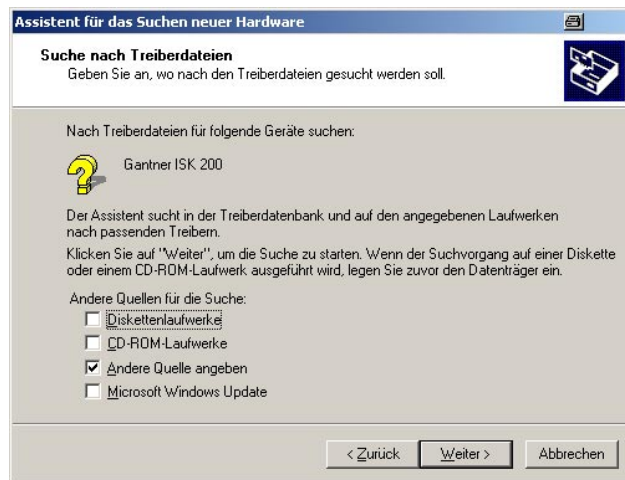 Assistent für das Suchen neuer Hardware
Suche nach Treiberdateien
Geben Sie an, wo nach den Treiberdateien gesucht werden soll.
Nach Treiberdateien für folgende Geräte suchen:
Gantner ISK 200
Der Assistent sucht in der Treiberdatenbank und auf den angegebenen Laufwerken
nach passenden Treibern.
Klicken Sie auf "Weiter", um die Suche zu starten. Wenn der Suchvorgang auf einer Diskette
oder einem CD-ROM-Laufwerk ausgeführt wird, legen Sie zuvor den Datenträger ein.
Andere Quellen für die Suche:
Diskettenlaufwerke
CD-ROM-Laufwerke
Andere Quelle angeben
Microsoft Windows Update
< Zurück Weiter > Abbrechen